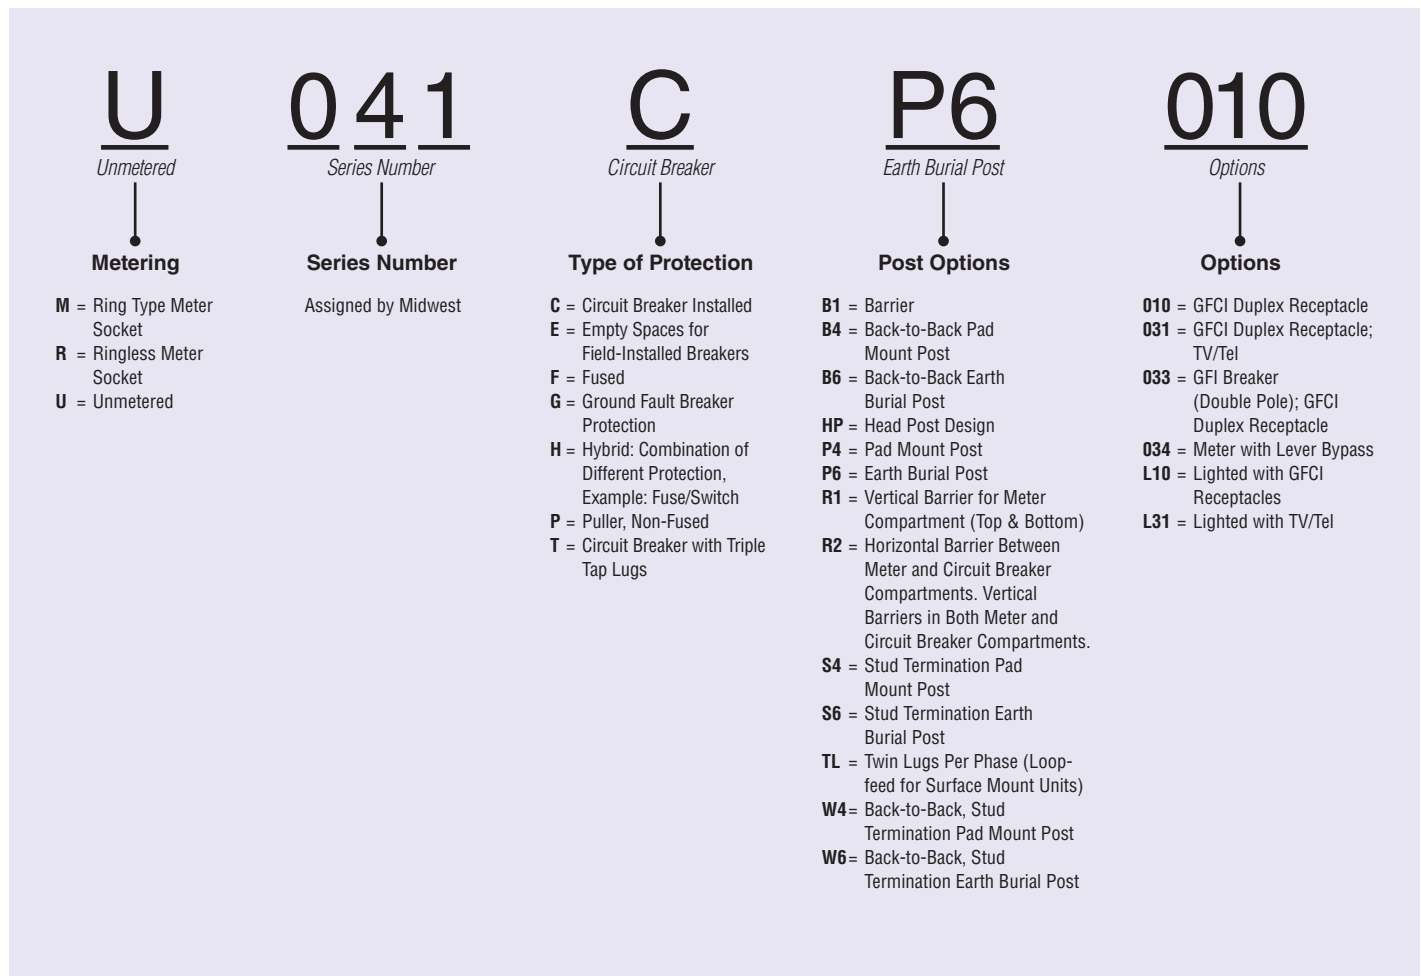 U 0 4 1 C P6 010
Unmetered Series Number Circuit Breaker Earth Burial Post Options
Metering
M = Ring Type Meter
Socket
R = Ringless Meter
Socket
U = Unmetered
Series Number
Assigned by Midwest
Type of Protection
C = Circuit Breaker Installed
E = Empty Spaces for
Field-Installed Breakers
F = Fused
G = Ground Fault Breaker
Protection
H = Hybrid: Combination of
Different Protection,
Example: Fuse/Switch
P = Puller, Non-Fused
T = Circuit Breaker with Triple
Tap Lugs
Post Options
B1 = Barrier
B4 = Back-to-Back Pad
Mount Post
B6 = Back-to-Back Earth
Burial Post
HP = Head Post Design
P4 = Pad Mount Post
P6 = Earth Burial Post
R1 = Vertical Barrier for Meter
Compartment (Top & Bottom)
R2 = Horizontal Barrier Between
Meter and Circuit Breaker
Compartments. Vertical
Barriers in Both Meter and
Circuit Breaker Compartments.
S4 = Stud Termination Pad
Mount Post
S6 = Stud Termination Earth
Burial Post
TL = Twin Lugs Per Phase (Loop-
feed for Surface Mount Units)
W4= Back-to-Back, Stud
Termination Pad Mount Post
W6= Back-to-Back, Stud
Termination Earth Burial Post
Options
010 = GFCI Duplex Receptacle
031 = GFCI Duplex Receptacle;
TV/Tel
033 = GFI Breaker
(Double Pole); GFCI
Duplex Receptacle
034 = Meter with Lever Bypass
L10 = Lighted with GFCI
Receptacles
L31 = Lighted with TV/Tel